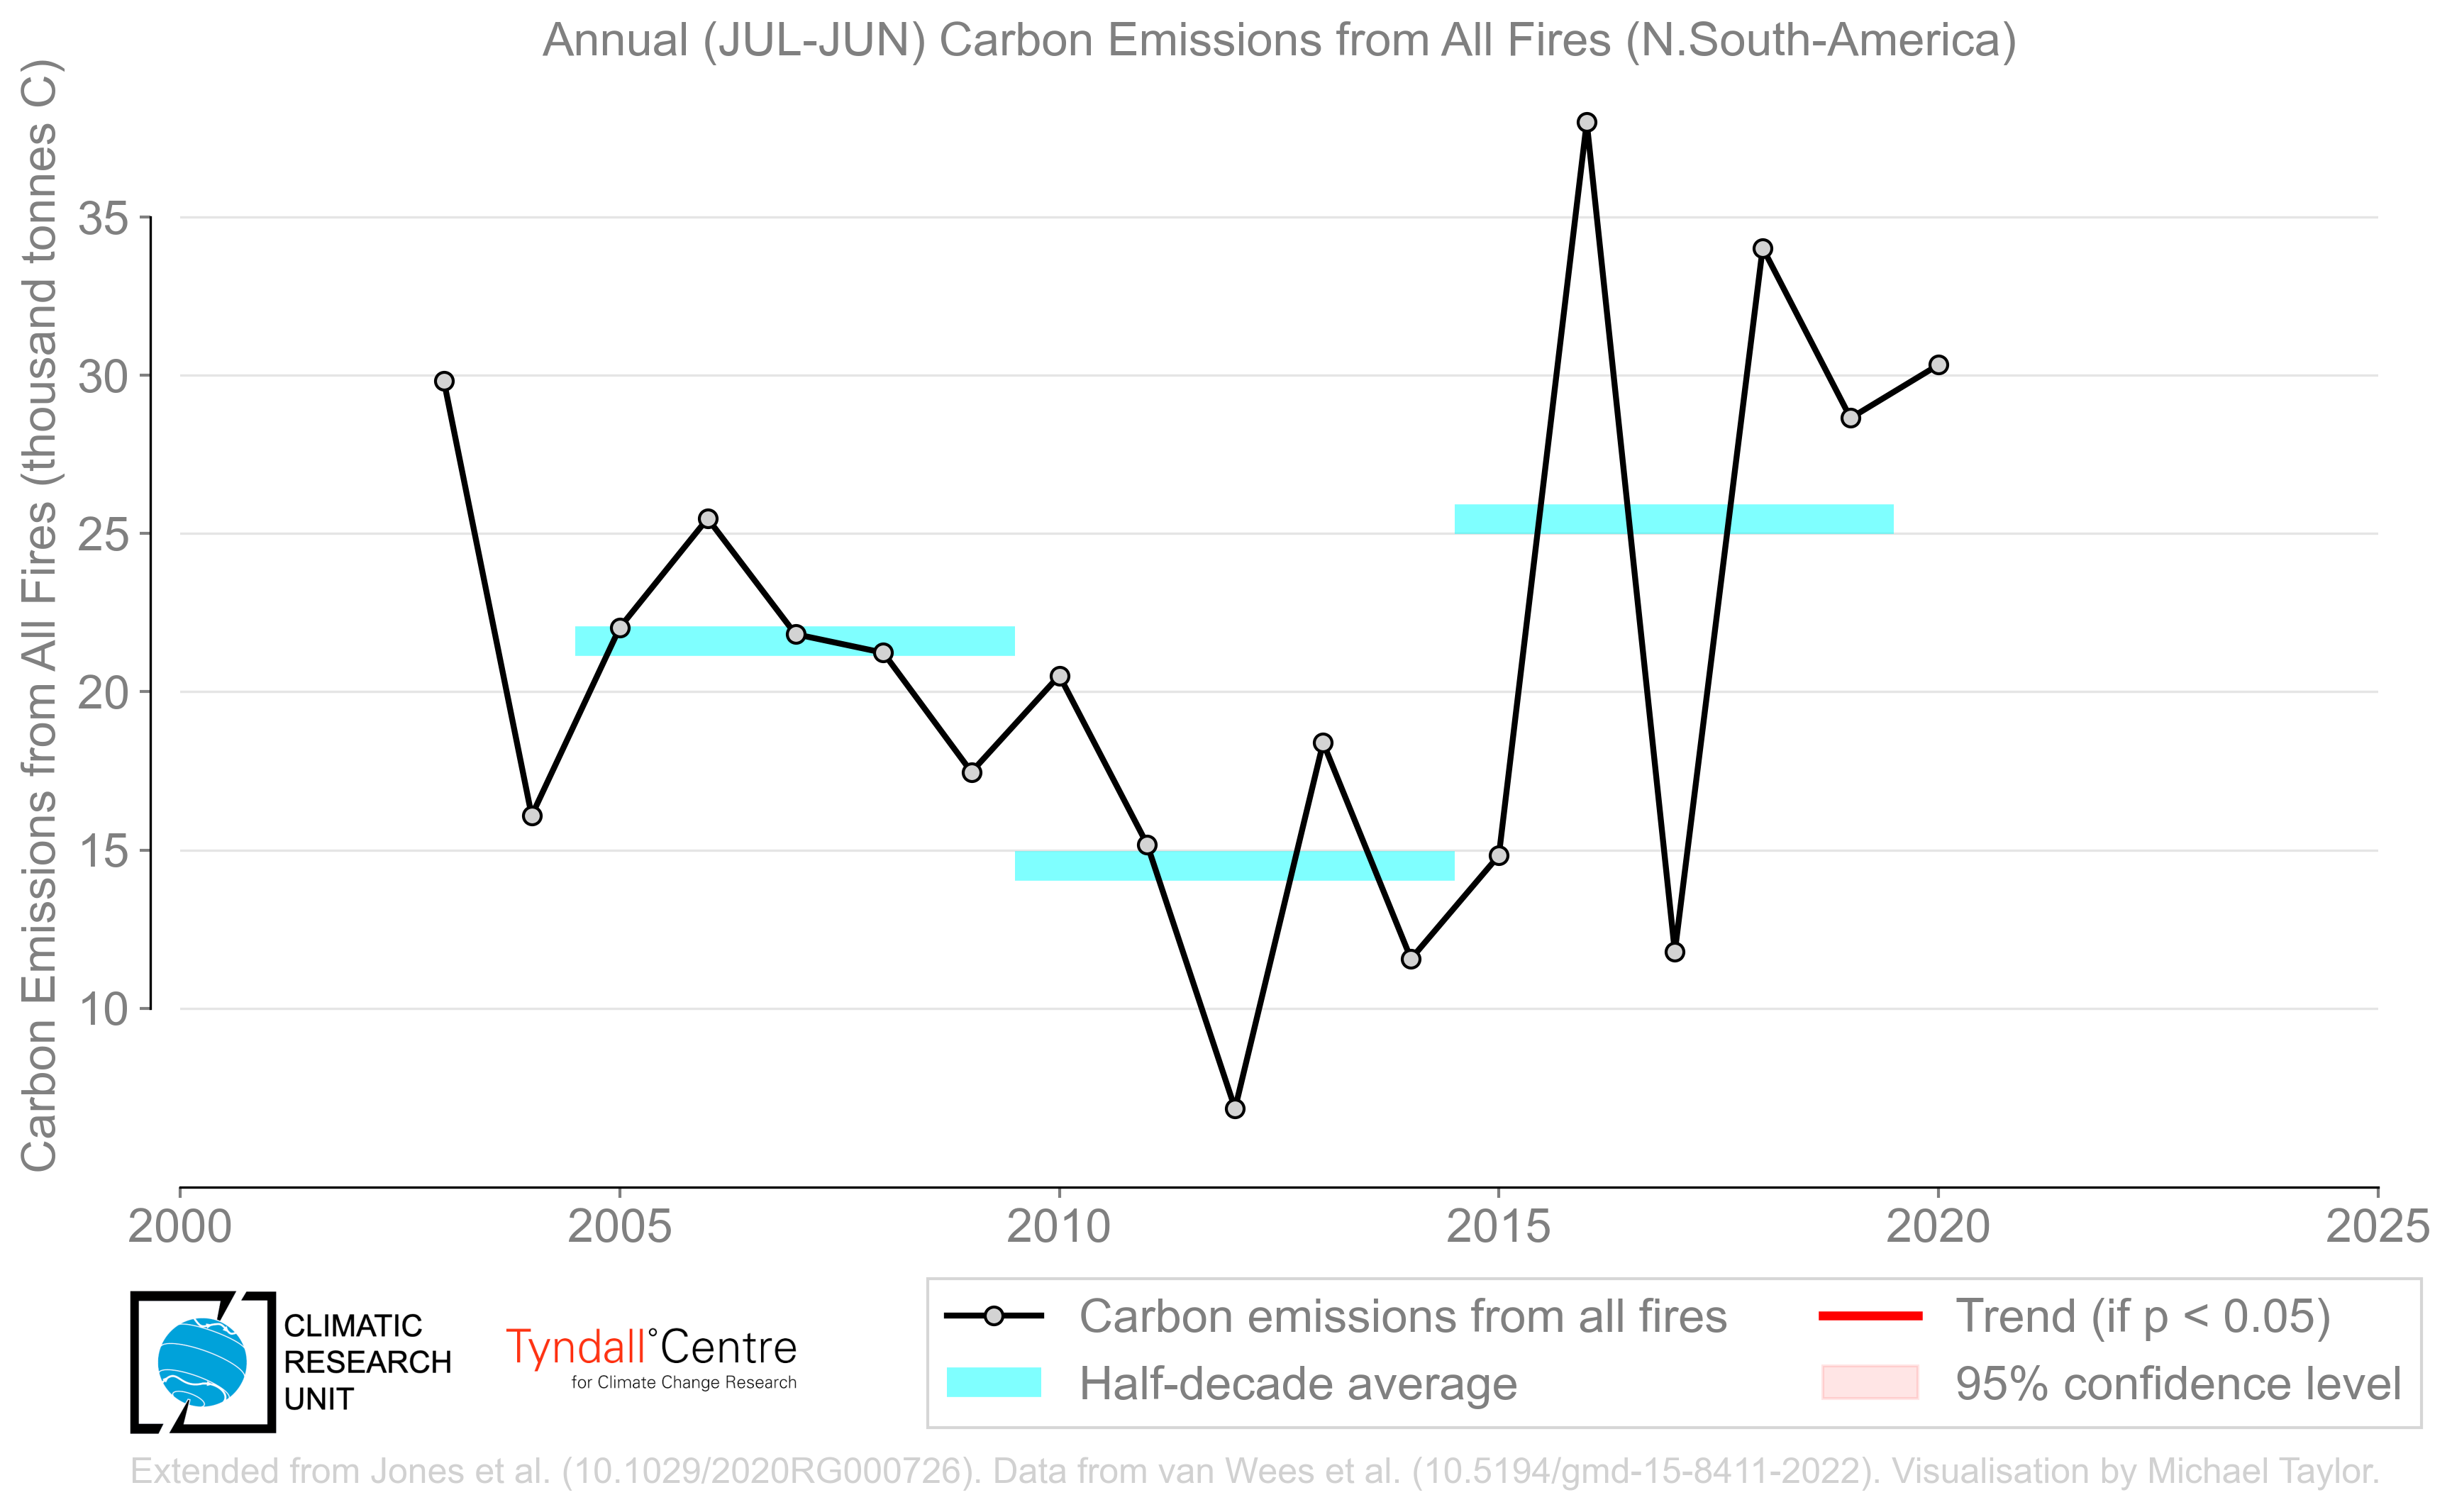 Annual (JUL-JUN) Carbon Emissions from All Fires (N.South-America)
Carbon Emissions from All Fires (thousand tonnes C)
35
30
25
20
15
10
2000 2005 2010 2015 2020 2025
CLIMATIC
RESEARCH
UNIT
Tyndall°Centre
for Climate Change Research
Carbon emissions from all fires
Half-decade average
Trend (if p < 0.05)
95% confidence level
Extended from Jones et al. (10.1029/2020RG000726). Data from van Wees et al. (10.5194/gmd-15-8411-2022). Visualisation by Michael Taylor.